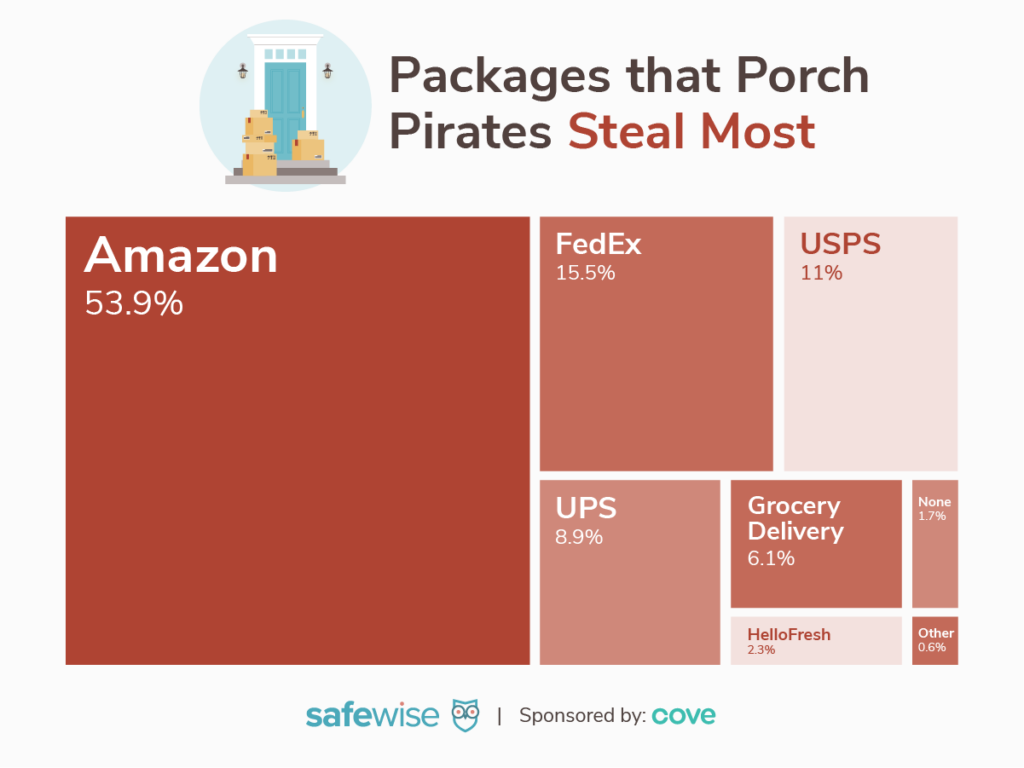 Packages that Porch
Pirates Steal Most
Amazon
53.9%
FedEx
15.5%
USPS
11%
UPS
8.9%
Grocery
Delivery
6.1%
None
1.7%
HelloFresh
2.3%
Other
0.6%
safewise | Sponsored by: cove